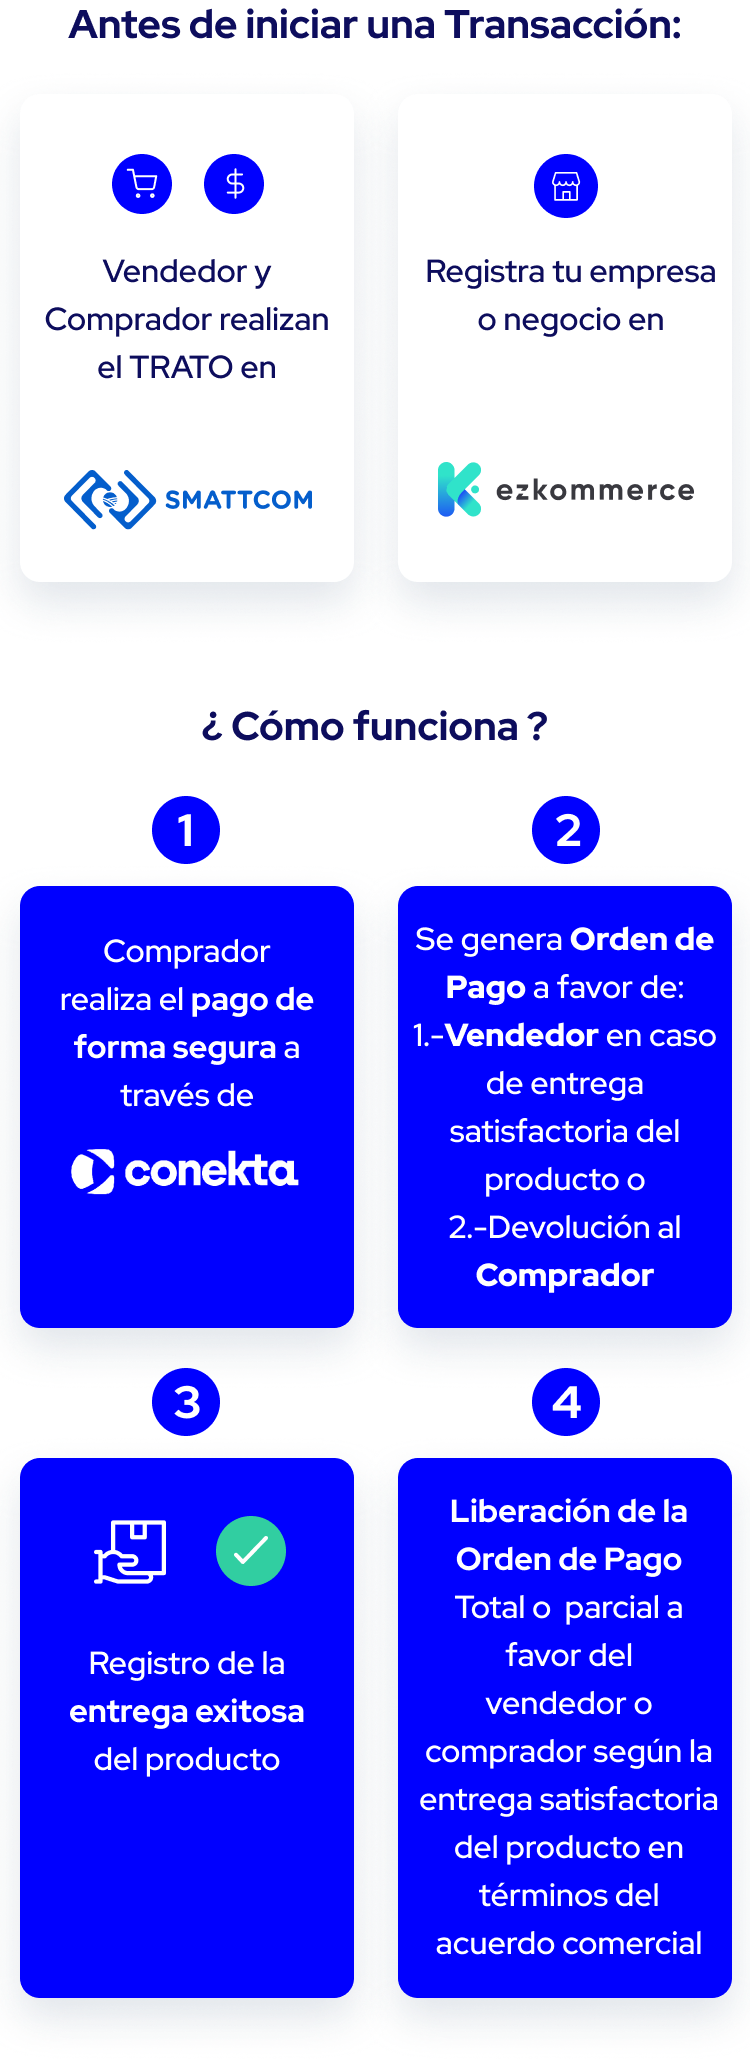 Antes de iniciar una Transacción:
Vendedor y
Comprador realizan
el TRATO en
SMATTCOM
Registra tu empresa
o negocio en
ezkommerce
¿ Cómo funciona ?
1
Comprador
realiza el pago de
forma segura a
través de
conekta
2
Se genera Orden de
Pago a favor de:
1.-Vendedor en caso
de entrega
satisfactoria del
producto o
2.-Devolución al
Comprador
3
Registro de la
entrega exitosa
del producto
4
Liberación de la
Orden de Pago
Total o  parcial a
favor del
vendedor o
comprador según la
entrega satisfactoria
del producto en
términos del
acuerdo comercial